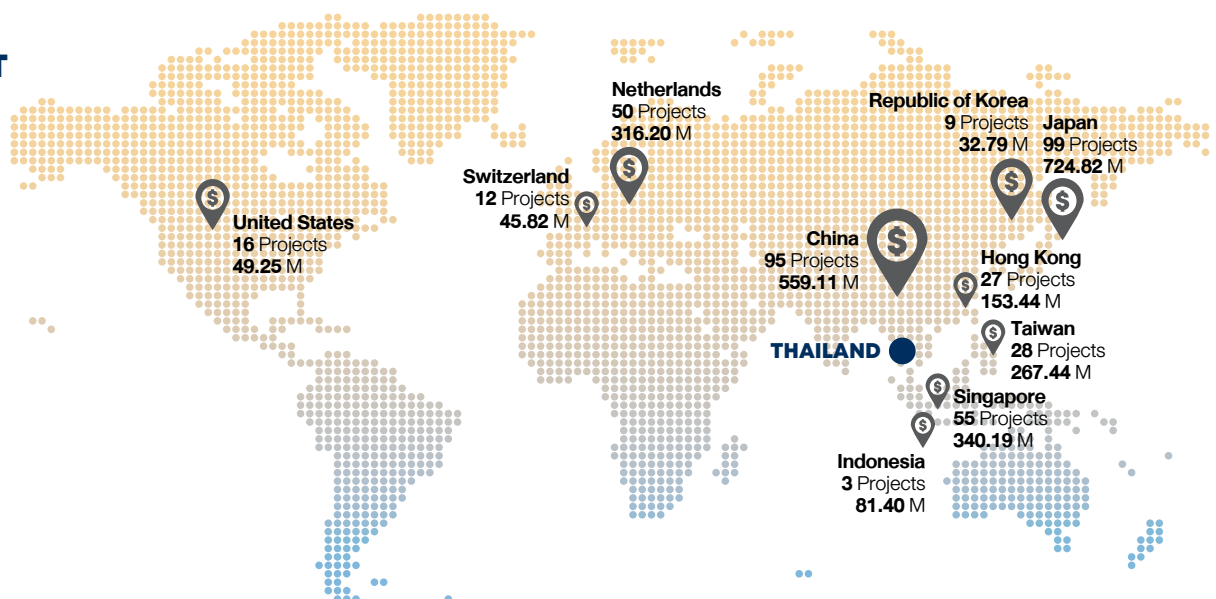 T
Netherlands
50 Projects
316.20 M
Republic of Korea
9 Projects
32.79 M
Japan
99 Projects
724.82 M
Switzerland
12 Projects
45.82 M
United States
16 Projects
49.25 M
China
95 Projects
559.11 M
Hong Kong
27 Projects
153.44 M
THAILAND
Taiwan
28 Projects
267.44 M
Singapore
55 Projects
340.19 M
Indonesia
3 Projects
81.40 M